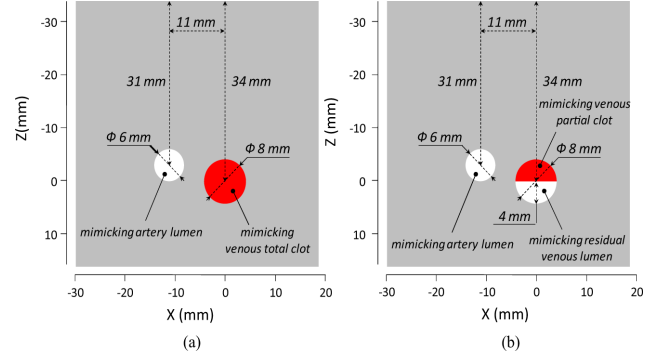 11 mm
-30
31 mm
34 mm
-20
Z(mm)
-10
Φ 6 mm
Φ 8 mm
0
mimicking artery lumen
mimicking
venous total clot
10
-30 -20 -10 0 10 20
X (mm)
(a)
11 mm
-30
31 mm
34 mm
-20
mimicking venous
partial clot
Z (mm)
-10
Φ 6 mm
Φ 8 mm
0
4 mm
mimicking artery lumen
mimicking residual
venous lumen
10
-30 -20 -10 0 10 20
X (mm)
(b)